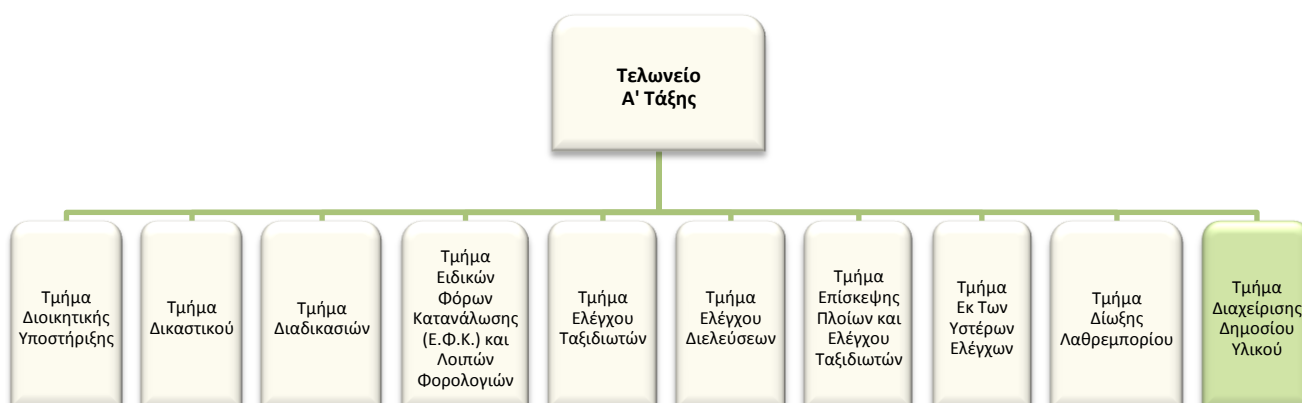 Τελωνείο
Α' Τάξης
Τμήμα
Διοικητικής
Υποστήριξης
Τμήμα
Δικαστικού
Τμήμα
Διαδικασιών
Τμήμα
Ειδικών
Φόρων
Κατανάλωσης
(Ε.Φ.Κ.) και
Λοιπών
Φορολογιών
Τμήμα
Ελέγχου
Ταξιδιωτών
Τμήμα
Ελέγχου
Διελεύσεων
Τμήμα
Επίσκεψης
Πλοίων και
Ελέγχου
Ταξιδιωτών
Τμήμα
Εκ Των
Υστέρων
Ελέγχων
Τμήμα
Δίωξης
Λαθρεμπορίου
Τμήμα
Διαχείρισης
Δημοσίου
Υλικού